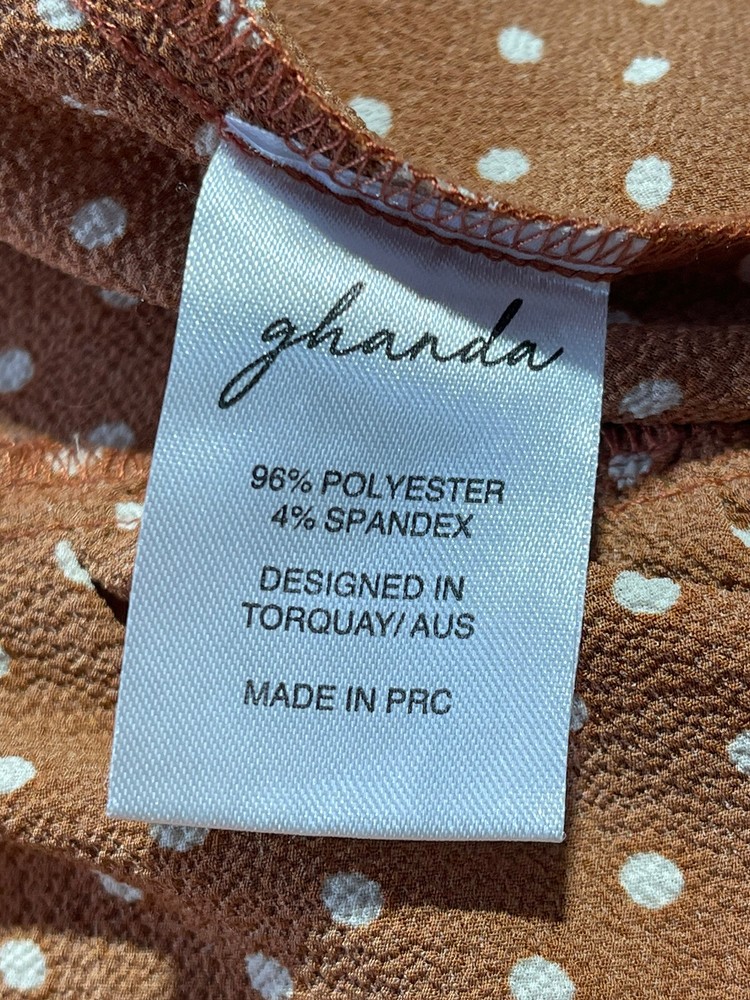 ghanda
96% POLYESTER
4% SPANDEX
DESIGNED IN
TORQUAY/AUS
MADE IN PRC